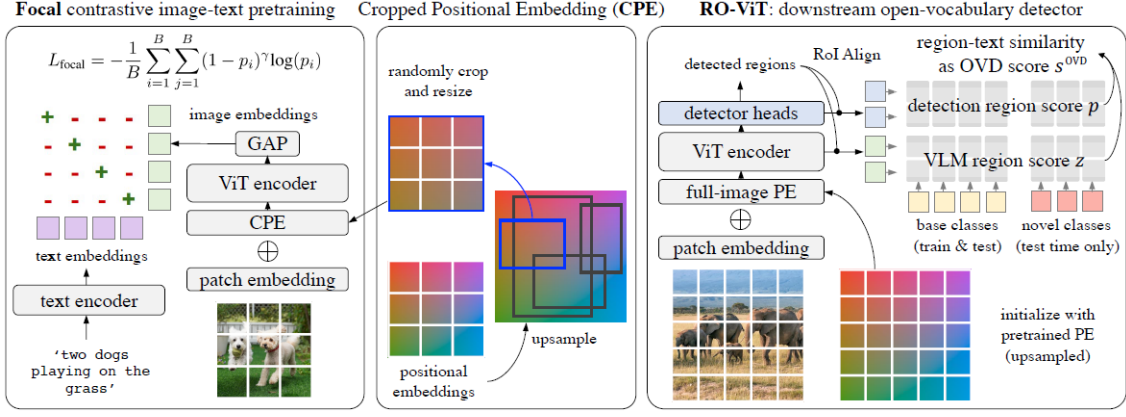 Focal contrastive image-text pretraining
L_focal = -\frac{1}{B} \sum_{i=1}^{B} \sum_{j=1}^{B} (1 - p_i)^γ log(p_i)
+ - - -
- + - -
- - + -
- - - +
image embeddings
GAP
ViT encoder
CPE
patch embedding
text embeddings
text encoder
'two dogs
playing on the
grass'
Cropped Positional Embedding (CPE)
randomly crop
and resize
upsample
positional
embeddings
RO-ViT: downstream open-vocabulary detector
detected regions
RoI Align
region-text similarity
as OVD score s^OVD
detector heads
detection region score p
ViT encoder
VLM region score z
full-image PE
patch embedding
base classes
(train & test)
novel classes
(test time only)
initialize with
pretrained PE
(upsampled)